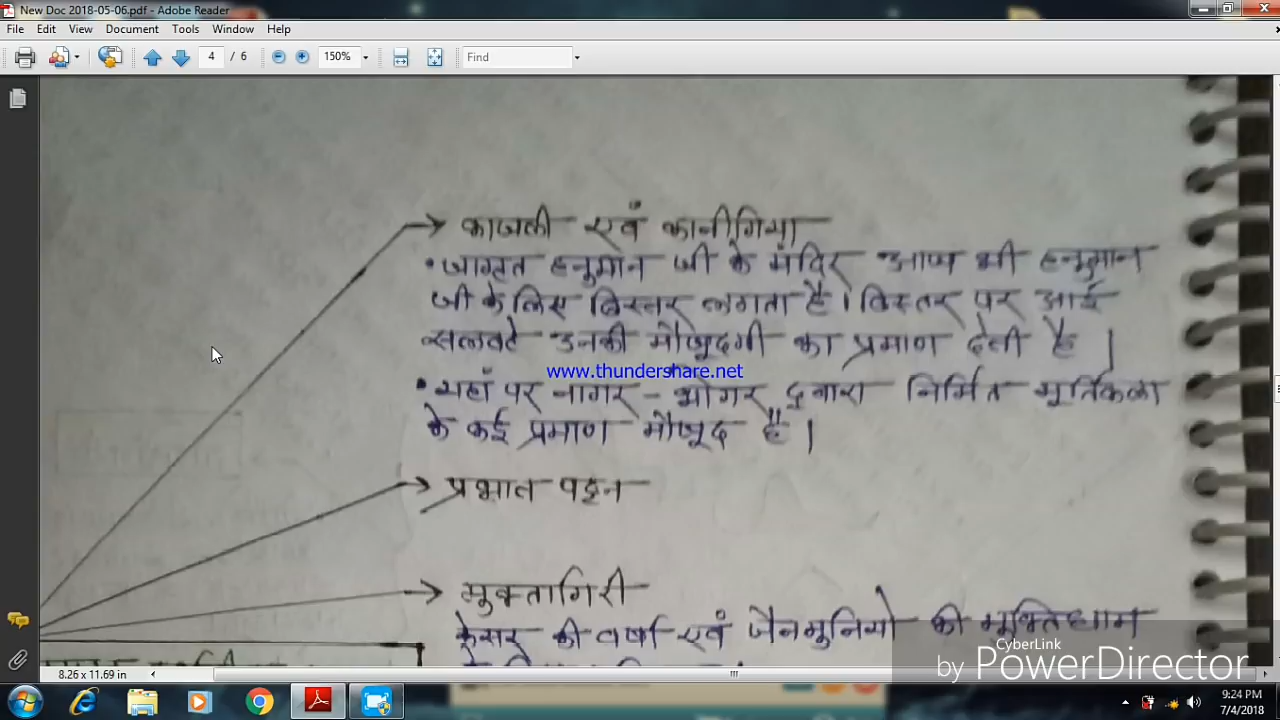 New Doc 2018-05-06.pdf - Adobe Reader
File Edit View Document Tools Window Help
4 / 6 150% Find
काजली एवं कानीगिया
• जागृत हनुमान जी के मंदिर आज भी हनुमान
जी के लिए बिस्तर लगता है। बिस्तर पर आई
सलवटे उनकी मौजूदगी का प्रमाण देती है।
www.thundershare.net
• यहां पर नागर - भोगर द्वारा निर्मित मूर्तिकला
के कई प्रमाण मौजूद है।
प्रभात पट्टन
मुक्तागिरी
केसर की वर्षा एवं जैनमुनियो की मुक्तिधाम
by CyberLink PowerDirector
8.26 x 11.69 in
9:24 PM
7/4/2018